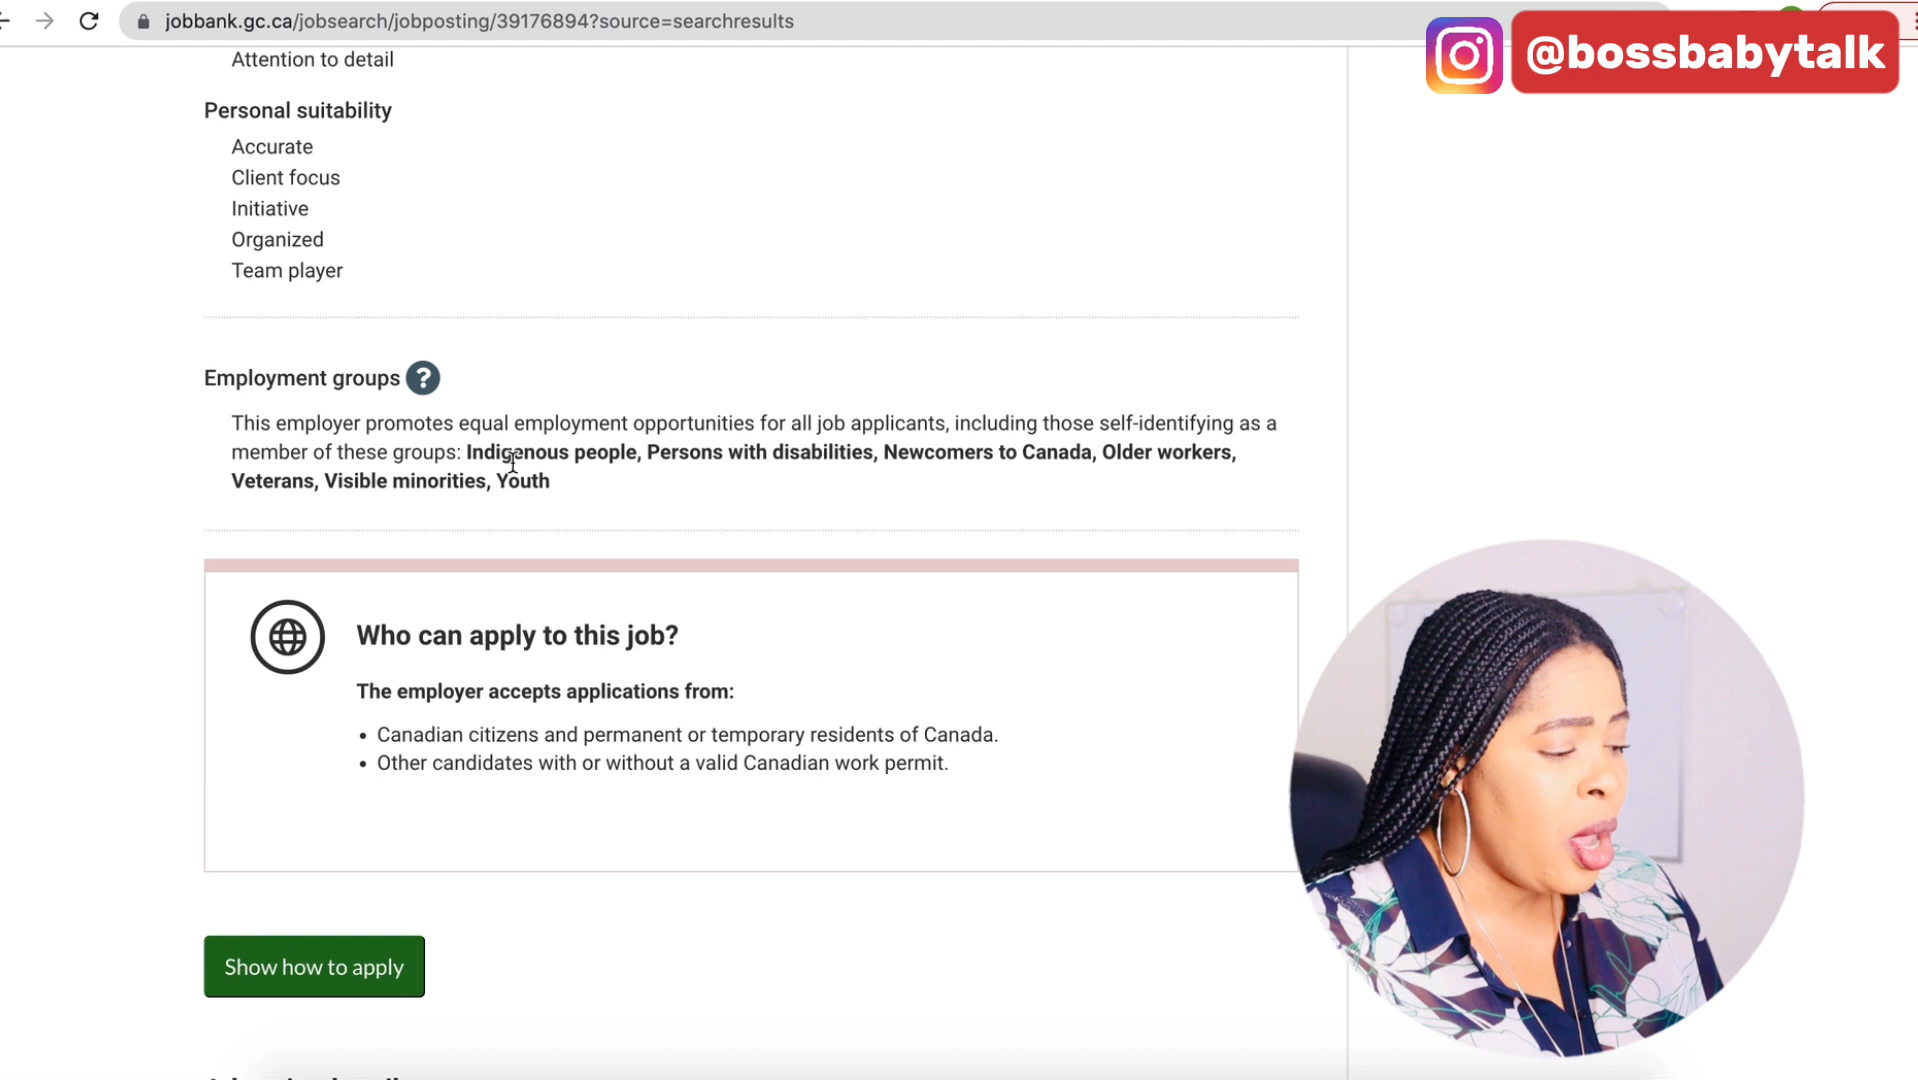 jobbank.gc.ca/jobsearch/jobposting/39176894?source=searchresults
@bossbabytalk
Attention to detail
Personal suitability
Accurate
Client focus
Initiative
Organized
Team player
Employment groups ?
This employer promotes equal employment opportunities for all job applicants, including those self-identifying as a
member of these groups: Indigenous people, Persons with disabilities, Newcomers to Canada, Older workers,
Veterans, Visible minorities, Youth
Who can apply to this job?
The employer accepts applications from:
• Canadian citizens and permanent or temporary residents of Canada.
• Other candidates with or without a valid Canadian work permit.
Show how to apply